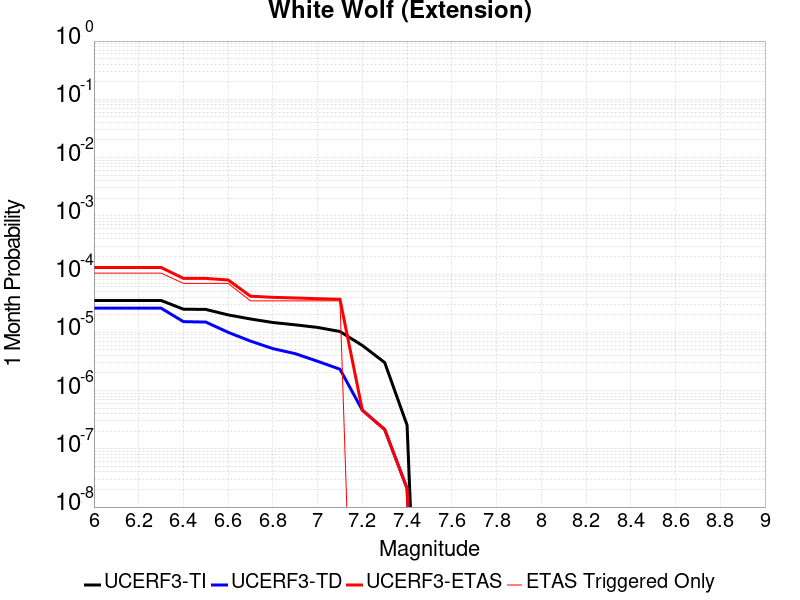 White Wolf (Extension)
1 Month Probability
10^0
10^-1
10^-2
10^-3
10^-4
10^-5
10^-6
10^-7
10^-8
6 6.2 6.4 6.6 6.8 7 7.2 7.4 7.6 7.8 8 8.2 8.4 8.6 8.8 9
Magnitude
UCERF3-TI UCERF3-TD UCERF3-ETAS ETAS Triggered Only